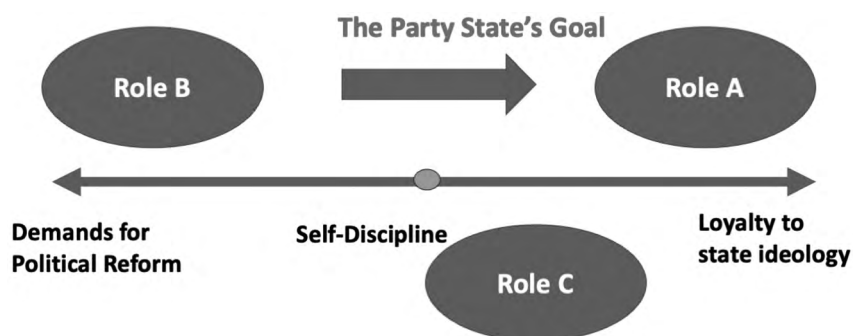 The Party State's Goal
Role B
Role A
Demands for
Political Reform
Self-Discipline
Loyalty to
state ideology
Role C